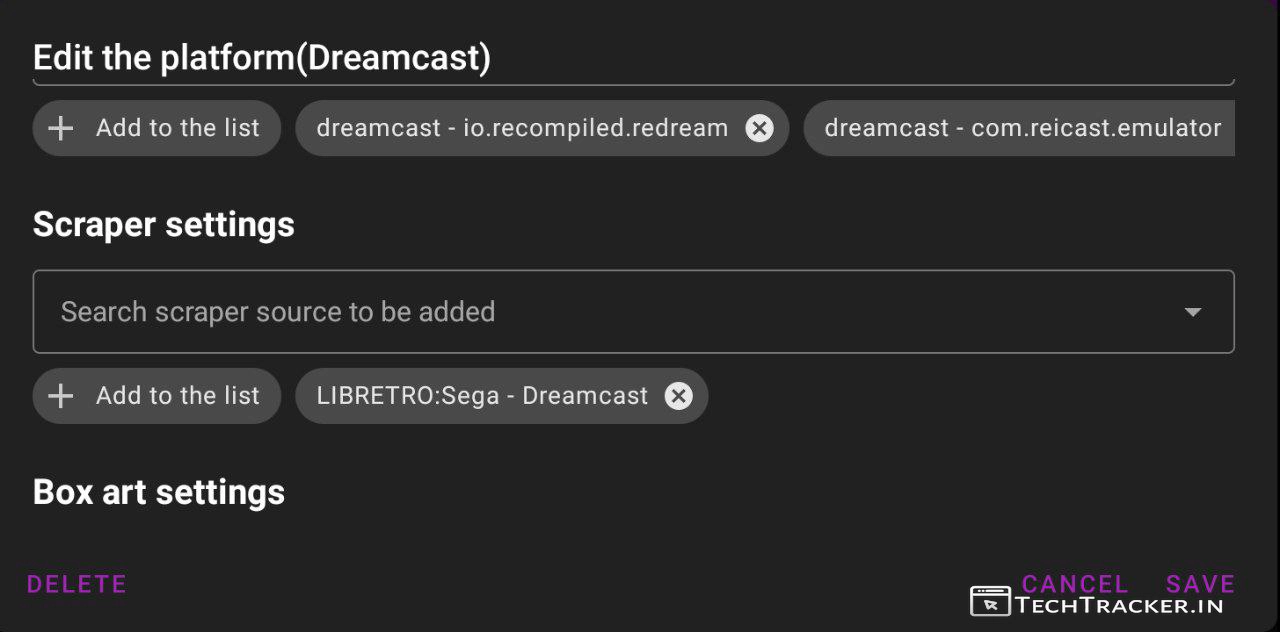 Edit the platform(Dreamcast)
+ Add to the list dreamcast - io.recompiled.redream dreamcast - com.reicast.emulator
Scraper settings
Search scraper source to be added
+ Add to the list LIBRETRO:Sega - Dreamcast
Box art settings
DELETE CANCEL SAVE
TECHTRACKER.IN